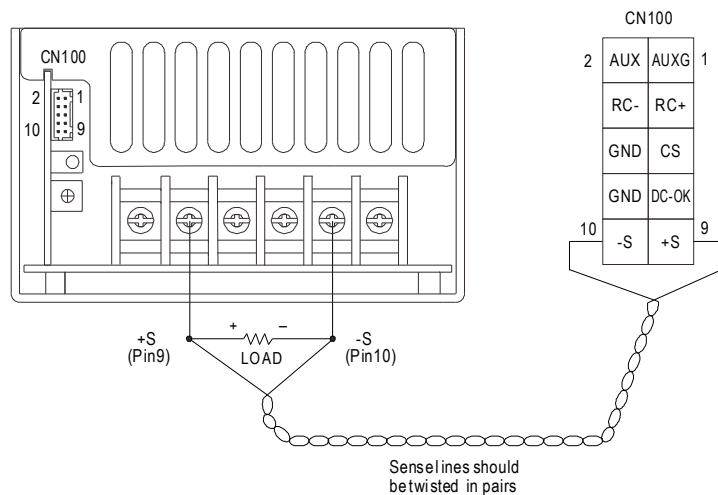 CN100
2 AUX AUXG 1
RC- RC+
GND CS
GND DC-OK
10 -S +S 9
CN100
2 1
10 9
+S
(Pin9)
+ −
LOAD
-S
(Pin10)
Sense lines should
be twisted in pairs